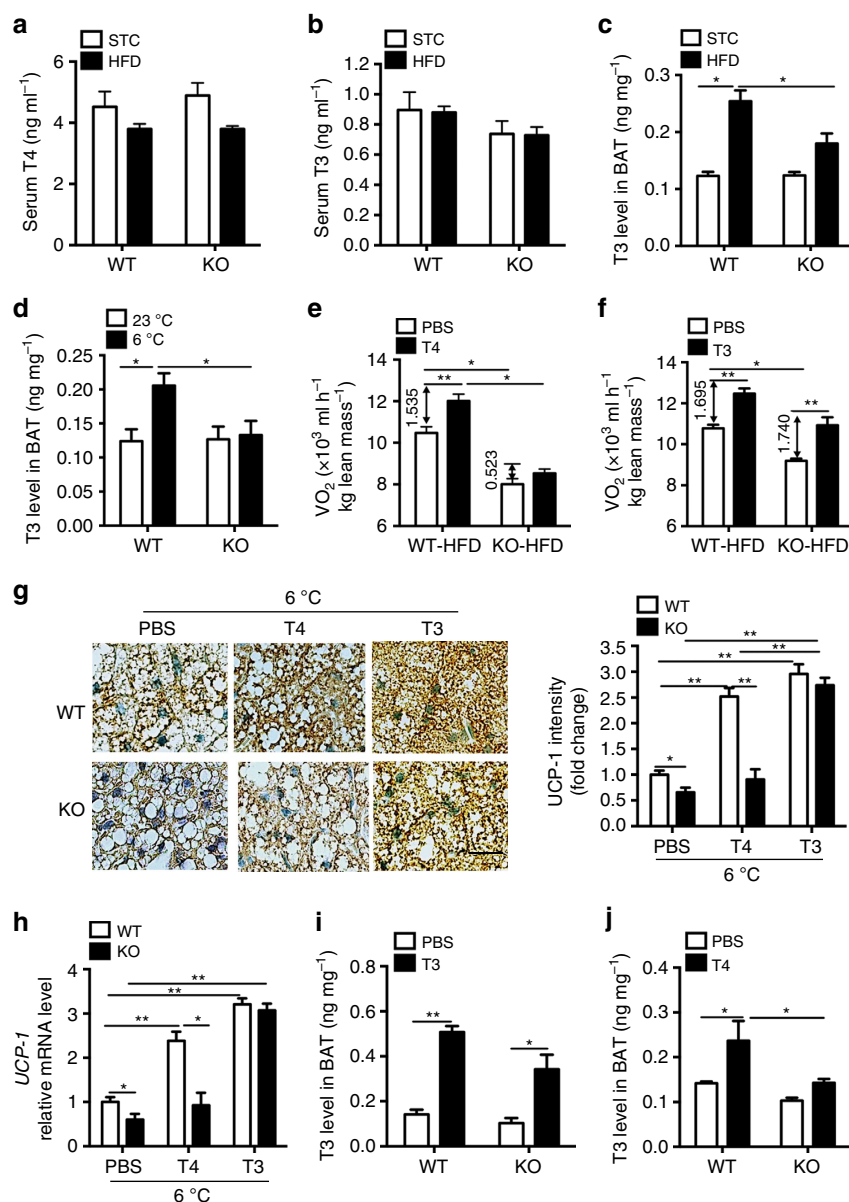 a
STC
HFD
Serum T4 (ng ml⁻¹)
6
4
2
0
WT KO
b
STC
HFD
Serum T3 (ng ml⁻¹)
1.2
1.0
0.8
0.6
0.4
0.2
0.0
WT KO
c
STC
HFD
T3 level in BAT (ng mg⁻¹)
0.3
0.2
0.1
0.0
* *
WT KO
d
23 °C
6 °C
T3 level in BAT (ng mg⁻¹)
0.25
0.20
0.15
0.10
0.05
0.00
* *
WT KO
e
PBS
T4
VO₂ (×10³ ml h⁻¹
kg lean mass⁻¹)
12
10
8
6
*
** *
1.535
0.523
WT-HFD KO-HFD
f
PBS
T3
VO₂ (×10³ ml h⁻¹
kg lean mass⁻¹)
14
12
10
8
6
*
** **
1.695
1.740
WT-HFD KO-HFD
g
6 °C
PBS T4 T3
WT
KO
WT
KO
UCP-1 intensity
(fold change)
3.5
3.0
2.5
2.0
1.5
1.0
0.5
0.0
**
** **
** **
*
PBS T4 T3
6 °C
h
WT
KO
UCP-1
relative mRNA level
4
3
2
1
0
**
**
** *
*
PBS T4 T3
6 °C
i
PBS
T3
T3 level in BAT (ng mg⁻¹)
0.6
0.4
0.2
0.0
** *
WT KO
j
PBS
T4
T3 level in BAT (ng mg⁻¹)
0.4
0.3
0.2
0.1
0.0
* *
WT KO